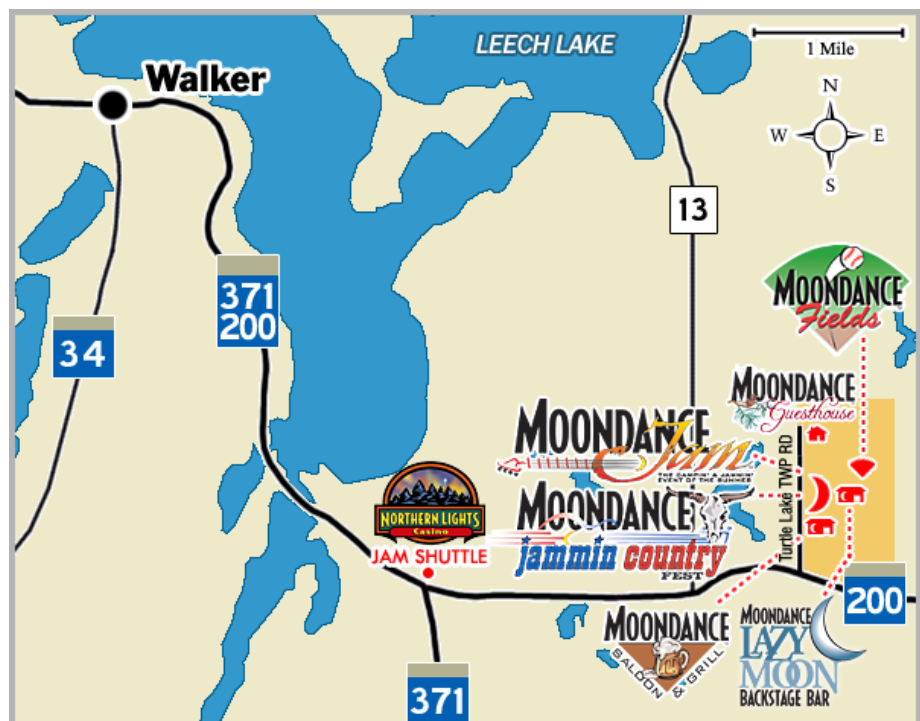 LEECH LAKE
1 Mile
Walker
N
W
E
S
13
371
200
34
MOONDANCE
Fields
MOONDANCE
Guesthouse
MOONDANCE
Jam
THE CAMPIN' & JAMMIN'
EVENT OF THE SUMMER
Turtle Lake TWP RD
NORTHERN LIGHTS
Casino
JAM SHUTTLE
MOONDANCE
jammin country
FEST
200
MOONDANCE
SALOON & GRILL
MOONDANCE
LAZY
MOON
BACKSTAGE BAR
371